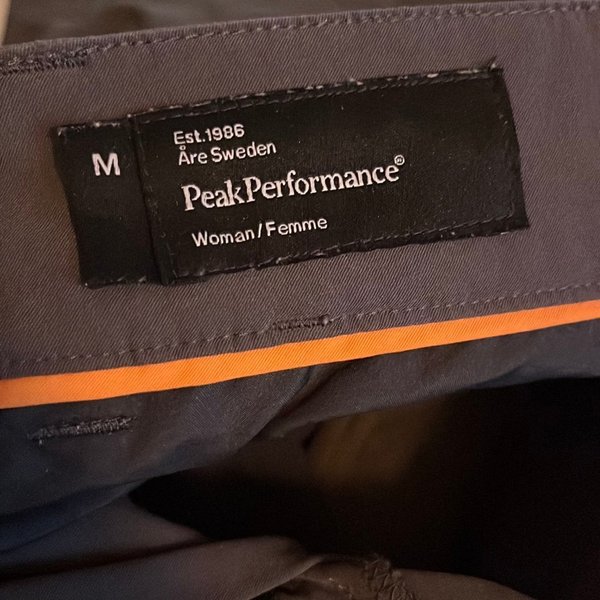 M
Est.1986
Åre Sweden
PeakPerformance®
Woman/Femme